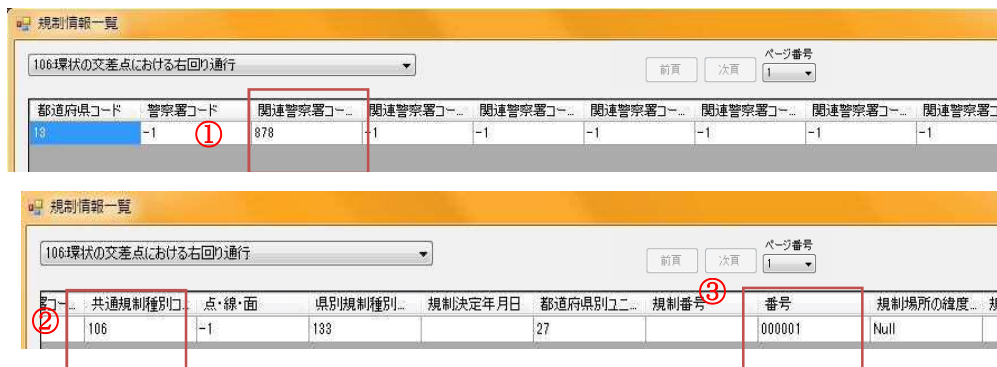 規制情報一覧
106:環状の交差点における右回り通行
ページ番号
前頁 次頁 1
都道府県コード 警察署コード 関連警察署コー... 関連警察署コー... 関連警察署コー... 関連警察署コー... 関連警察署コー... 関連警察署コー... 関連警察署コ
13 -1 ① 878 -1 -1 -1 -1 -1 -1
規制情報一覧
106:環状の交差点における右回り通行
ページ番号
前頁 次頁 1
署コー... 共通規制種別コ... 点・線・面 県別規制種別... 規制決定年月日 都道府県別ユニ... 規制番号 ③ 番号 規制場所の緯度... 規
② 106 -1 133 27 000001 Null